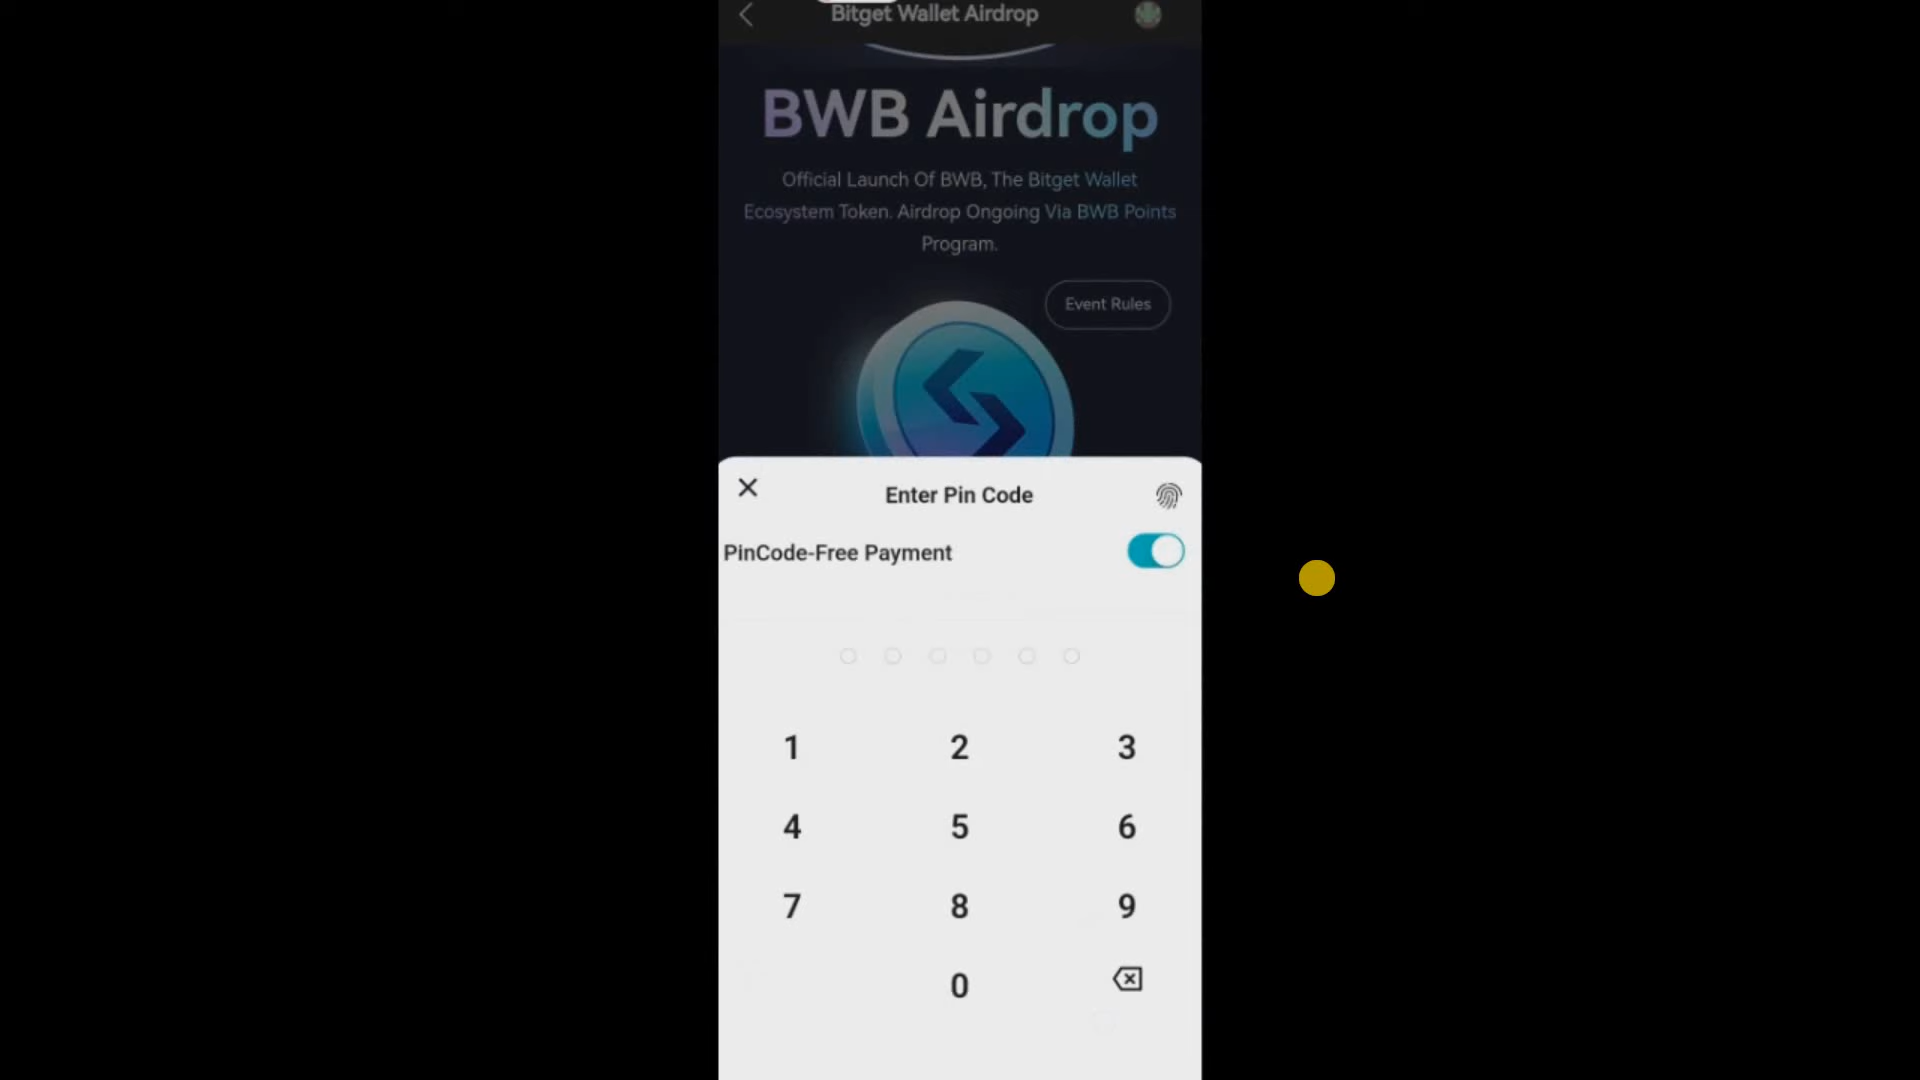 Bitget Wallet Airdrop
BWB Airdrop
Official Launch Of BWB, The Bitget Wallet
Ecosystem Token. Airdrop Ongoing Via BWB Points
Program.
Event Rules
Enter Pin Code
PinCode-Free Payment
1 2 3
4 5 6
7 8 9
0